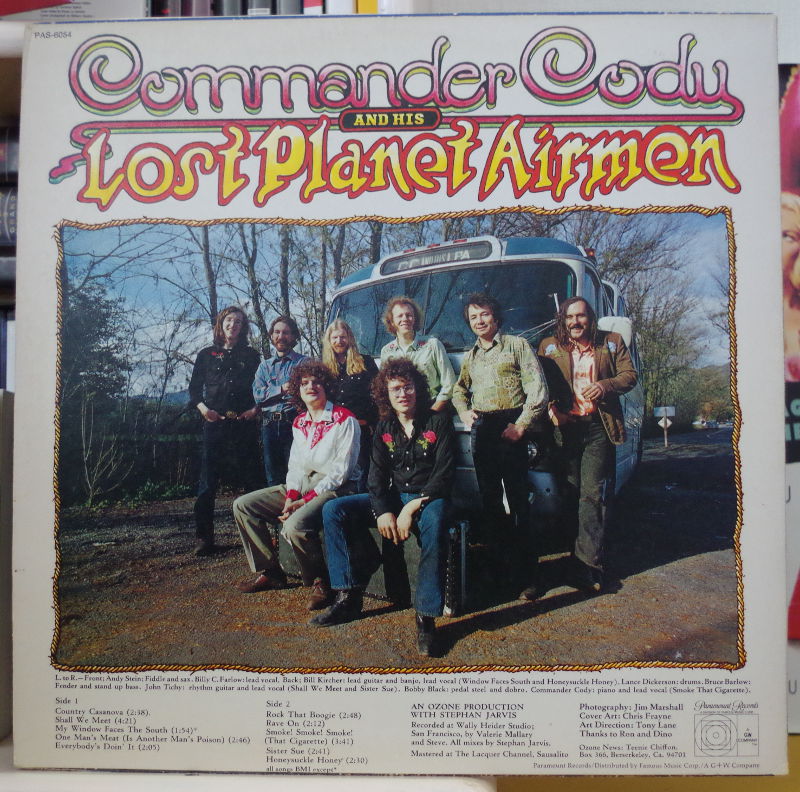 PAS-6054
Commander Cody
AND HIS
Lost Planet Airmen
L. to R.—Front; Andy Stein: Fiddle and sax. Billy C. Farlow: lead vocal. Back; Bill Kircher: lead guitar and banjo, lead vocal (Window Faces South and Honeysuckle Honey). Lance Dickerson: drums. Bruce Barlow:
Fender and stand up bass. John Tichy: rhythm guitar and lead vocal (Shall We Meet and Sister Sue). Bobby Black: pedal steel and dobro. Commander Cody: piano and lead vocal (Smoke That Cigarette).
Side 1
Country Casanova (2:38)
Shall We Meet (4:21)
My Window Faces The South (1:54)*
One Man's Meat (Is Another Man's Poison) (2:46)
Everybody's Doin' It (2:05)
Side 2
Rock That Boogie (2:48)
Rave On (2:12)
Smoke! Smoke! Smoke!
(That Cigarette) (3:41)
Sister Sue (2:41)
Honeysuckle Honey (2:30)
all songs BMI except*
AN OZONE PRODUCTION
WITH STEPHAN JARVIS
Recorded at Wally Heider Studio;
San Francisco, by Valerie Mallary
and Steve. All mixes by Stephan Jarvis.
Mastered at The Lacquer Channel, Sausalito
Photography: Jim Marshall
Cover Art: Chris Frayne
Art Direction: Tony Lane
Thanks to Ron and Dino
Ozone News: Ternie Chiffon,
Box 366, Berserkeley, Ca. 94701
Paramount Records
G+W
COMPANY
Paramount Records/Distributed by Famous Music Corp./A G+W Company